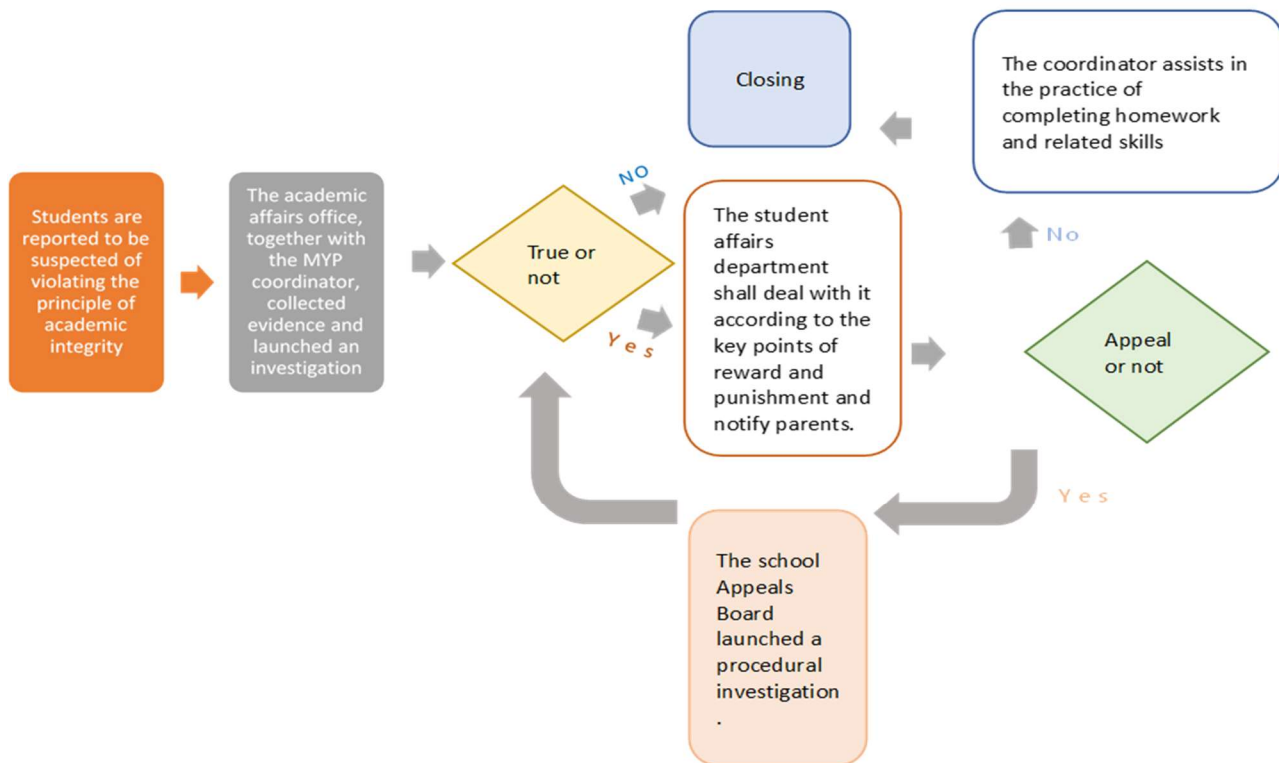 Students are
reported to be
suspected of
violating the
principle of
academic
integrity
The academic
affairs office,
together with
the MYP
coordinator,
collected
evidence and
launched an
investigation
True or
not
NO
Yes
Closing
The student
affairs
department
shall deal with it
according to the
key points of
reward and
punishment and
notify parents.
The coordinator assists in
the practice of
completing homework
and related skills
No
Appeal
or not
Yes
The school
Appeals
Board
launched a
procedural
investigation
.